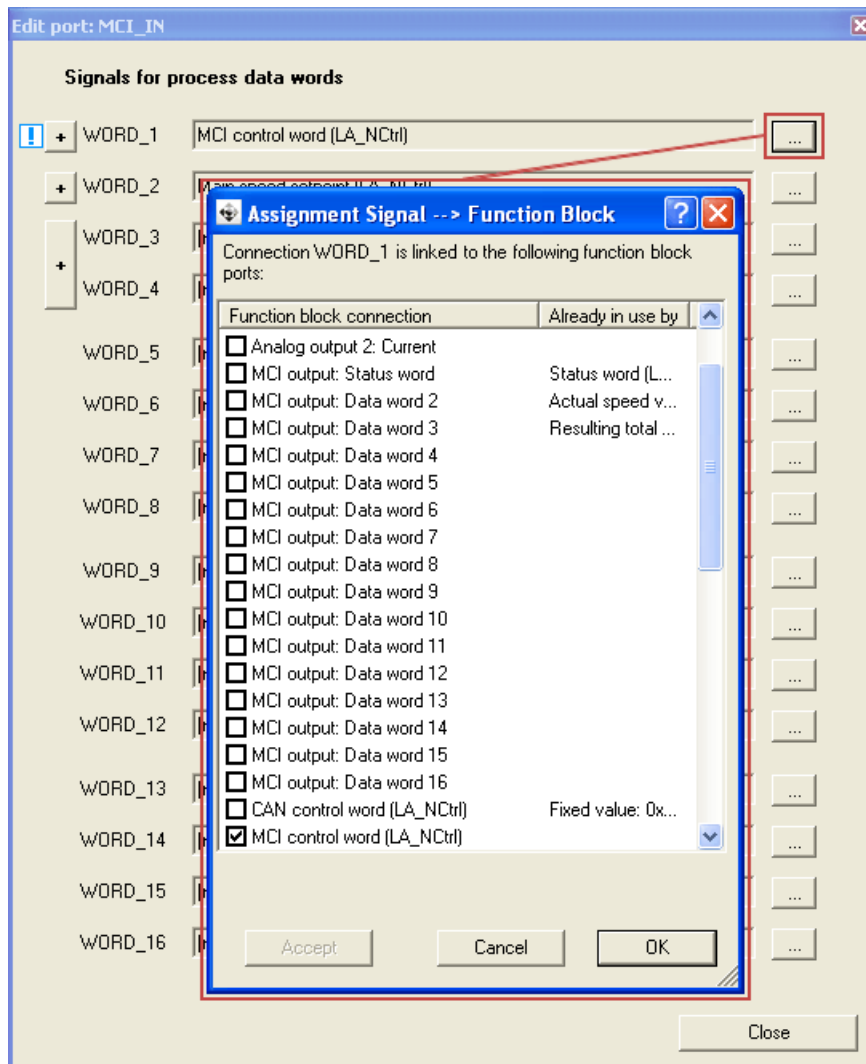 Edit port: MCI_IN
Signals for process data words
! + WORD_1 MCI control word (LA_NCtrl) ...
+ WORD_2 Main speed setpoint (LA_NCtrl) ...
WORD_3 ...
+
WORD_4 ...
WORD_5 ...
WORD_6 ...
WORD_7 ...
WORD_8 ...
WORD_9 ...
WORD_10 ...
WORD_11 ...
WORD_12 ...
WORD_13 ...
WORD_14 ...
WORD_15 ...
WORD_16 ...
Close
Assignment Signal --> Function Block ?
Connection WORD_1 is linked to the following function block
ports:
Function block connection Already in use by
Analog output 2: Current
MCI output: Status word Status word (L...
MCI output: Data word 2 Actual speed v...
MCI output: Data word 3 Resulting total ...
MCI output: Data word 4
MCI output: Data word 5
MCI output: Data word 6
MCI output: Data word 7
MCI output: Data word 8
MCI output: Data word 9
MCI output: Data word 10
MCI output: Data word 11
MCI output: Data word 12
MCI output: Data word 13
MCI output: Data word 14
MCI output: Data word 15
MCI output: Data word 16
CAN control word (LA_NCtrl) Fixed value: 0x...
MCI control word (LA_NCtrl)
Accept Cancel OK